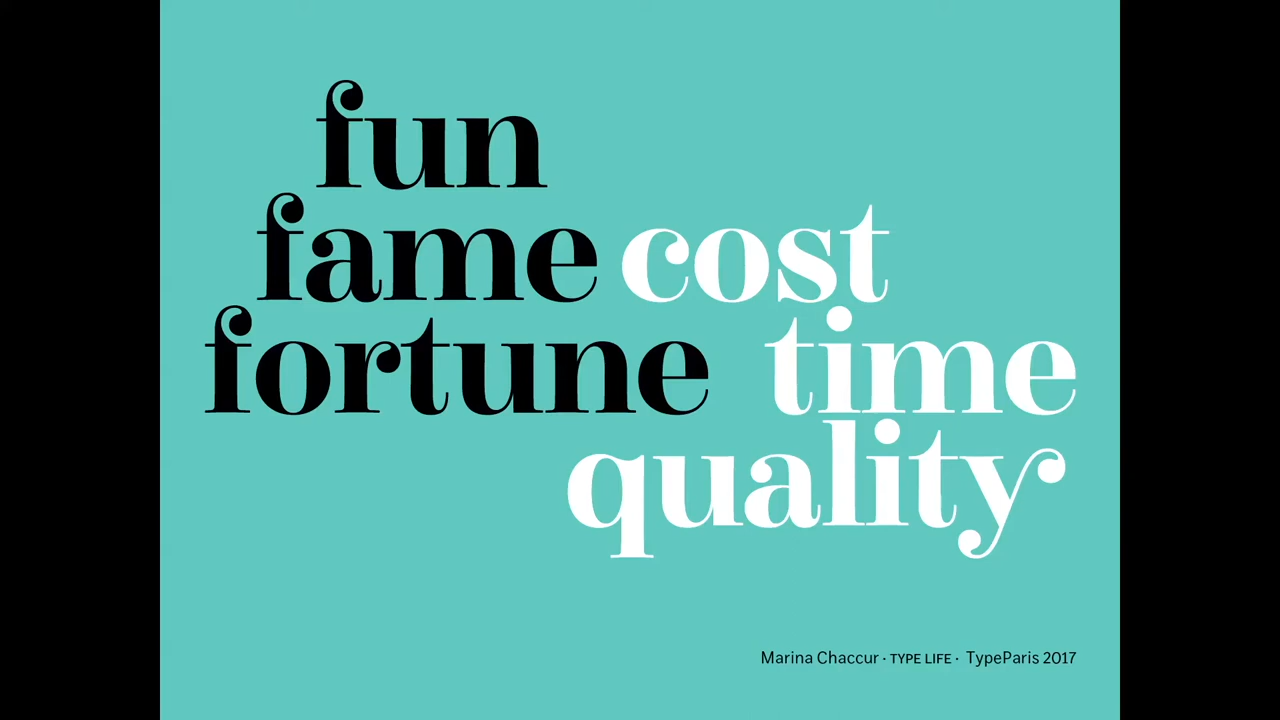 fun
fame cost
fortune time
quality
Marina Chaccur · TYPE LIFE · TypeParis 2017